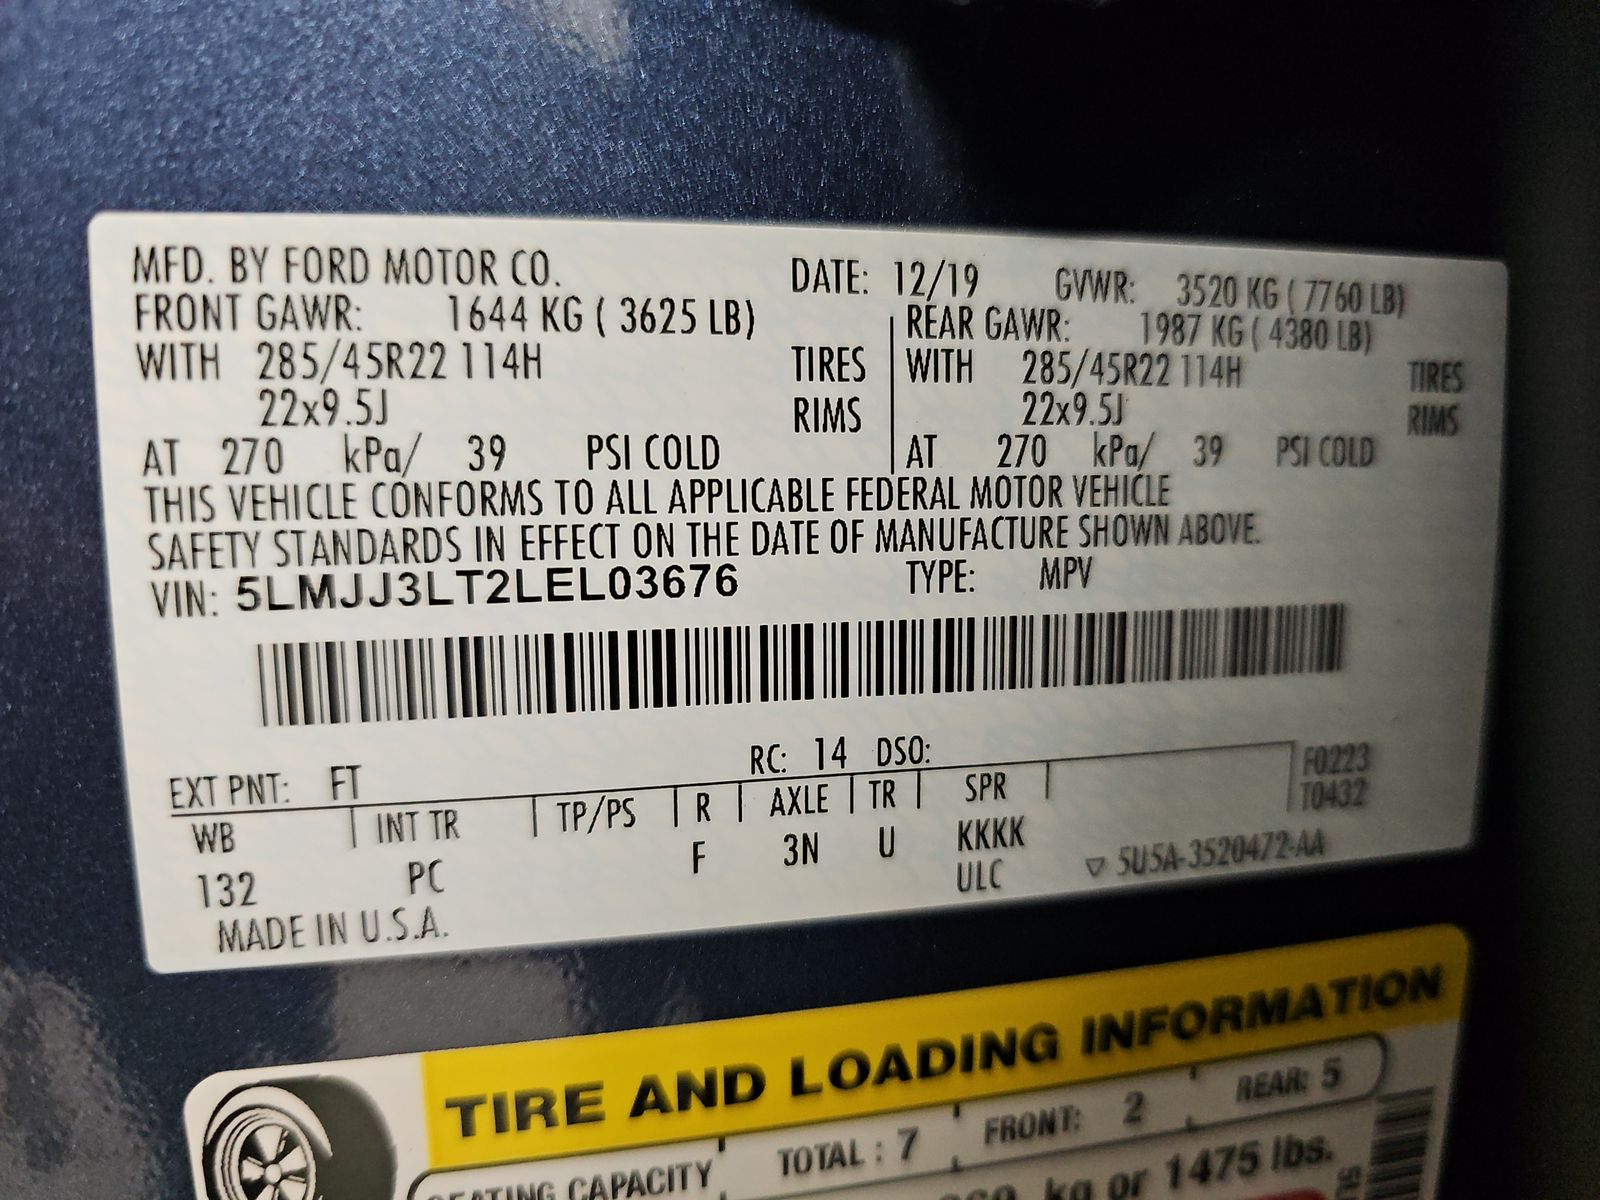 MFD. BY FORD MOTOR CO. DATE: 12/19 GVWR: 3520 KG ( 7760 LB)
FRONT GAWR: 1644 KG ( 3625 LB) REAR GAWR: 1987 KG ( 4380 LB)
WITH 285/45R22 114H TIRES WITH 285/45R22 114H TIRES
22x9.5J RIMS 22x9.5J RIMS
AT 270 kPa/ 39 PSI COLD AT 270 kPa/ 39 PSI COLD
THIS VEHICLE CONFORMS TO ALL APPLICABLE FEDERAL MOTOR VEHICLE
SAFETY STANDARDS IN EFFECT ON THE DATE OF MANUFACTURE SHOWN ABOVE.
VIN: 5LMJJ3LT2LEL03676 TYPE: MPV
EXT PNT: FT RC: 14 DSO: F0223
WB INT TR TP/PS R AXLE TR SPR T0432
132 PC F 3N U KKKK
ULC 5U5A-3520472-AA
MADE IN U.S.A.
TIRE AND LOADING INFORMATION
SEATING CAPACITY TOTAL : 7 FRONT: 2 REAR: 5
kg or 1475 lbs.